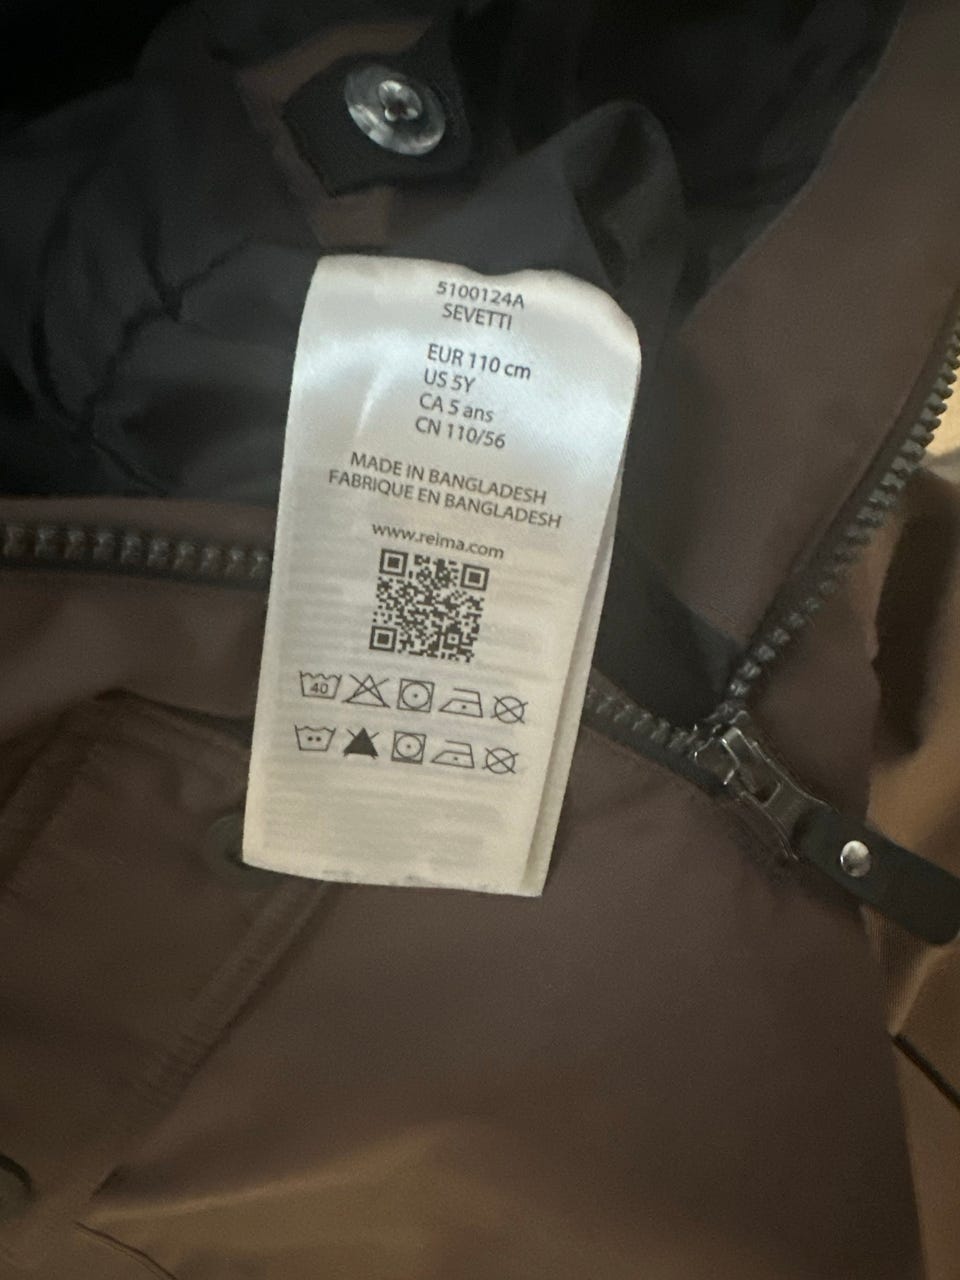 5100124A
SEVETTI
EUR 110 cm
US 5Y
CA 5 ans
CN 110/56
MADE IN BANGLADESH
FABRIQUE EN BANGLADESH
www.reima.com
40